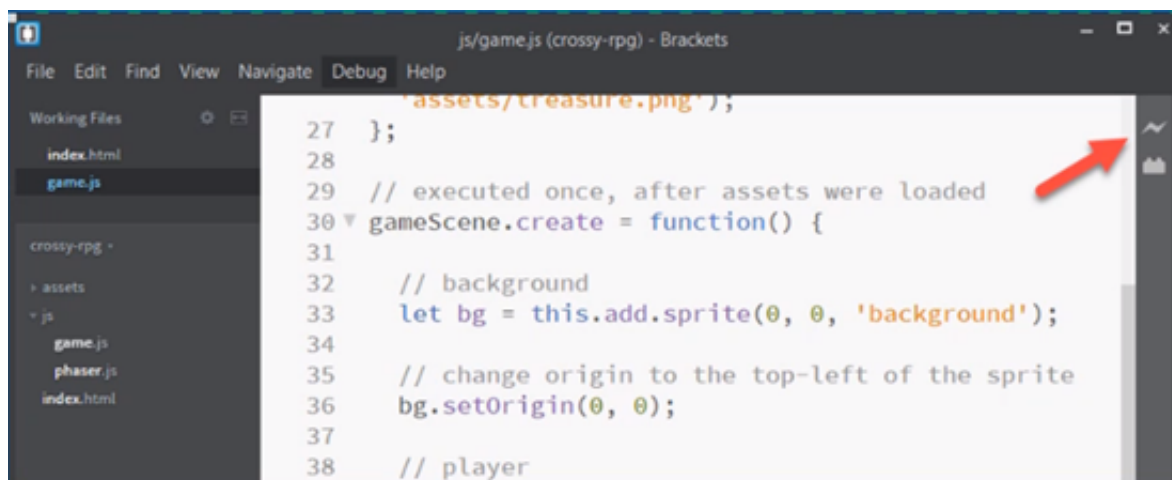 js/game.js (crossy-rpg) - Brackets
File Edit Find View Navigate Debug Help
Working Files
index.html
game.js
crossy-rpg
assets
js
game.js
phaser.js
index.html
'assets/treasure.png');
27 };
28
29 // executed once, after assets were loaded
30 gameScene.create = function() {
31
32 // background
33 let bg = this.add.sprite(0, 0, 'background');
34
35 // change origin to the top-left of the sprite
36 bg.setOrigin(0, 0);
37
38 // player